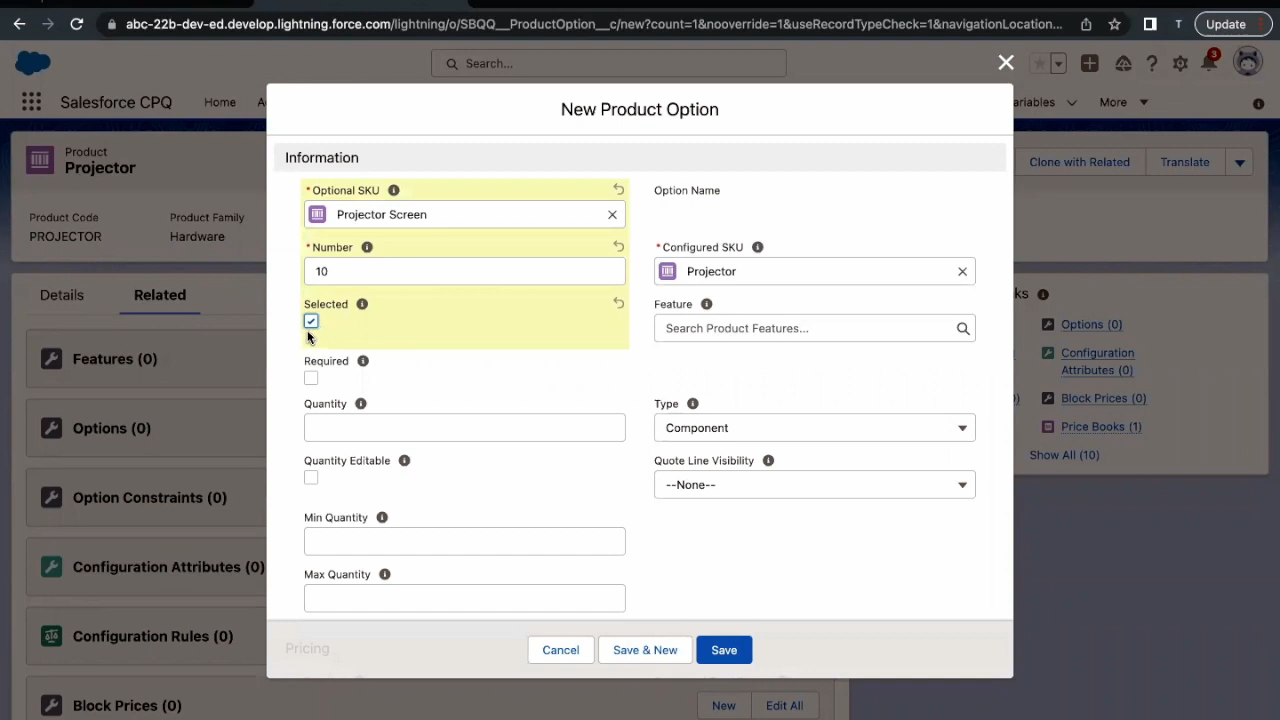 abc-22b-dev-ed.develop.lightning.force.com/lightning/o/SBQQ__ProductOption__c/new?count=1&nooverride=1&useRecordTypeCheck=1&navigationLocation...
T
Update
Search...
3
Salesforce CPQ
Home
ariables
More
Product
Projector
Clone with Related
Translate
Product Code
Product Family
PROJECTOR
Hardware
Details
Related
Features (0)
Options (0)
Option Constraints (0)
Configuration Attributes (0)
Configuration Rules (0)
Block Prices (0)
New
Edit All
New Product Option
Information
* Optional SKU
Projector Screen
Option Name
* Number
10
* Configured SKU
Projector
Selected
Feature
Search Product Features...
Required
Quantity
Type
Component
Quantity Editable
Quote Line Visibility
--None--
Min Quantity
Max Quantity
Pricing
Cancel
Save & New
Save
ks
Options (0)
Configuration
Attributes (0)
Block Prices (0)
Price Books (1)
Show All (10)